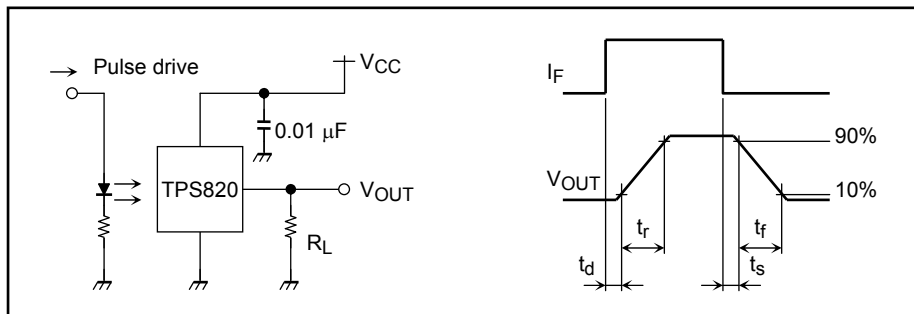 Pulse drive
VCC
0.01 μF
TPS820
VOUT
RL
IF
VOUT
90%
10%
tr
tf
td
ts